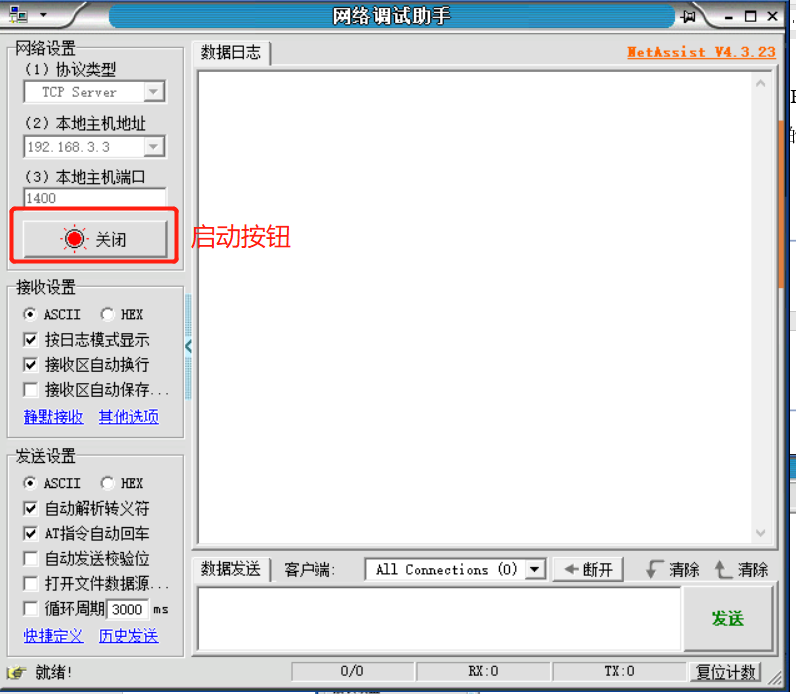 网络调试助手
网络设置
(1) 协议类型
TCP Server
(2) 本地主机地址
192.168.3.3
(3) 本地主机端口
1400
关闭
启动按钮
接收设置
ASCII HEX
按日志模式显示
接收区自动换行
接收区自动保存...
静默接收 其他选项
发送设置
ASCII HEX
自动解析转义符
AT指令自动回车
自动发送校验位
打开文件数据源...
循环周期 3000 ms
快捷定义 历史发送
数据日志 NetAssist V4.3.23
数据发送 客户端: All Connections (0) 断开 清除 清除
发送
就绪! 0/0 RX:0 TX:0 复位计数